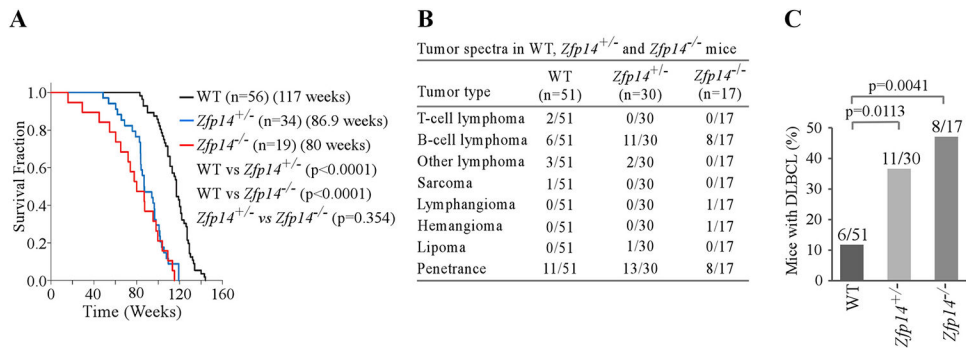 A
Survival Fraction
1.0
0.8
0.6
0.4
0.2
0.0
0
40
80
120
160
Time (Weeks)
WT (n=56) (117 weeks)
Zfp14+/- (n=34) (86.9 weeks)
Zfp14-/- (n=19) (80 weeks)
WT vs Zfp14+/- (p<0.0001)
WT vs Zfp14-/- (p<0.0001)
Zfp14+/- vs Zfp14-/- (p=0.354)
B
Tumor spectra in WT, Zfp14+/- and Zfp14-/- mice
Tumor type WT (n=51) Zfp14+/- (n=30) Zfp14-/- (n=17)
T-cell lymphoma 2/51 0/30 0/17
B-cell lymphoma 6/51 11/30 8/17
Other lymphoma 3/51 2/30 0/17
Sarcoma 1/51 0/30 0/17
Lymphangioma 0/51 0/30 1/17
Hemangioma 0/51 0/30 1/17
Lipoma 0/51 1/30 0/17
Penetrance 11/51 13/30 8/17
C
Mice with DLBCL (%)
50
40
30
20
10
0
p=0.0041
p=0.0113
6/51
11/30
8/17
WT
Zfp14+/-
Zfp14-/-